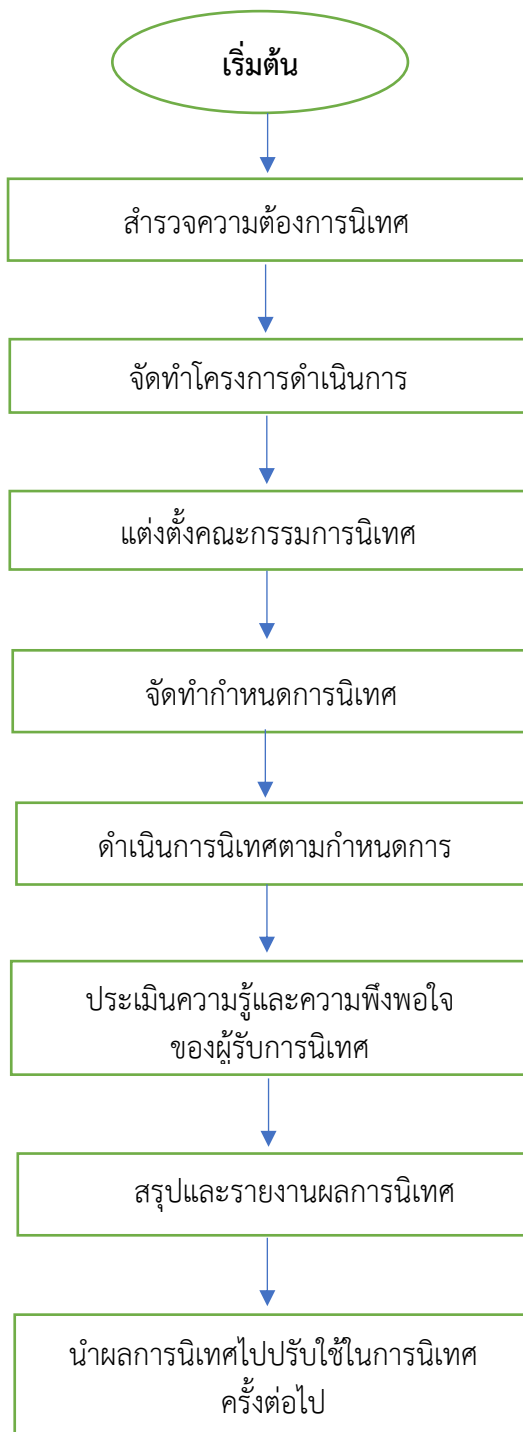 เริ่มต้น
สำรวจความต้องการนิเทศ
จัดทำโครงการดำเนินการ
แต่งตั้งคณะกรรมการนิเทศ
จัดทำกำหนดการนิเทศ
ดำเนินการนิเทศตามกำหนดการ
ประเมินความรู้และความพึงพอใจ
ของผู้รับการนิเทศ
สรุปและรายงานผลการนิเทศ
นำผลการนิเทศไปปรับใช้ในการนิเทศ
ครั้งต่อไป